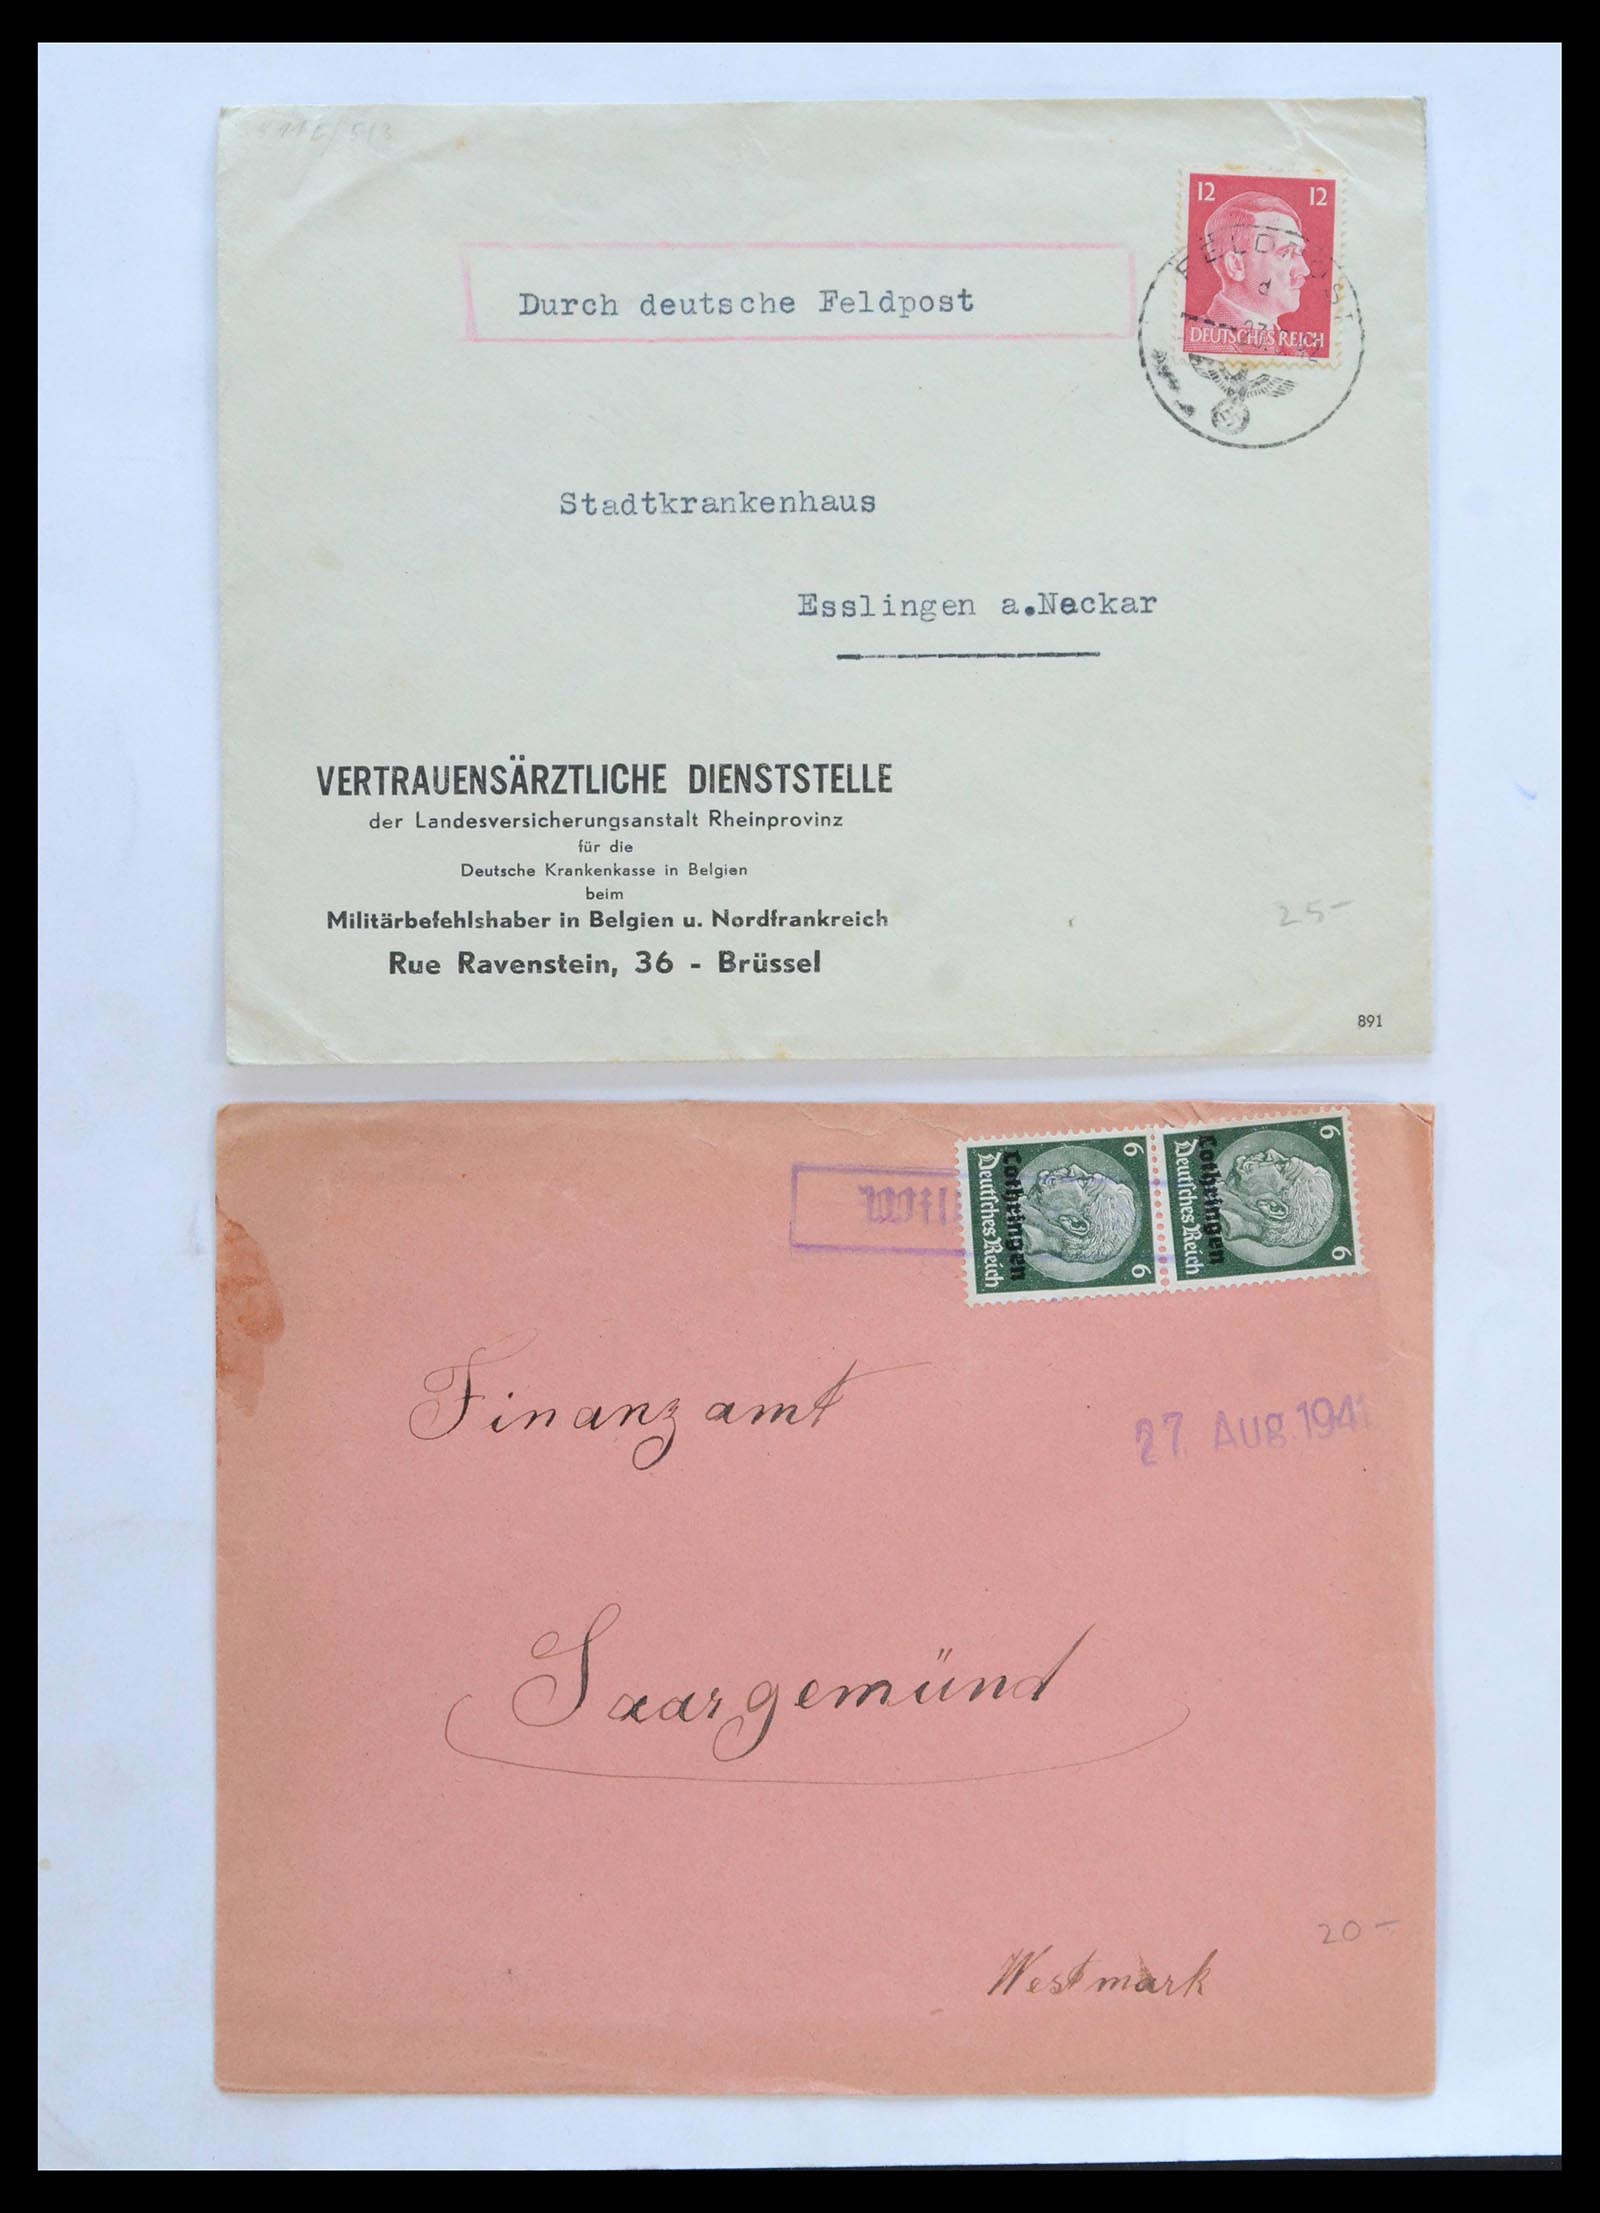 12 12
FELDPOST
d
DEUTSCHES REICH
Durch deutsche Feldpost
Stadtkrankenhaus
Esslingen a.Neckar
VERTRAUENSÄRZTLICHE DIENSTSTELLE
der Landesversicherungsanstalt Rheinprovinz
für die
Deutsche Krankenkasse in Belgien
beim
Militärbefehlshaber in Belgien u. Nordfrankreich
Rue Ravenstein, 36 - Brüssel
25-
891
6 6
Deutsches Reich
Lothringen
6 6
Deutsches Reich
Lothringen
27. AUG. 1941
Finanzamt
Saargemünd
Westmark
20-